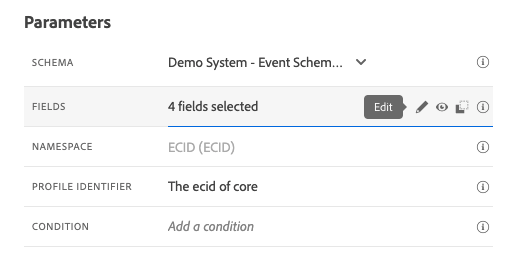 Parameters
SCHEMA Demo System - Event Schem...
FIELDS 4 fields selected Edit
NAMESPACE ECID (ECID)
PROFILE IDENTIFIER The ecid of core
CONDITION Add a condition